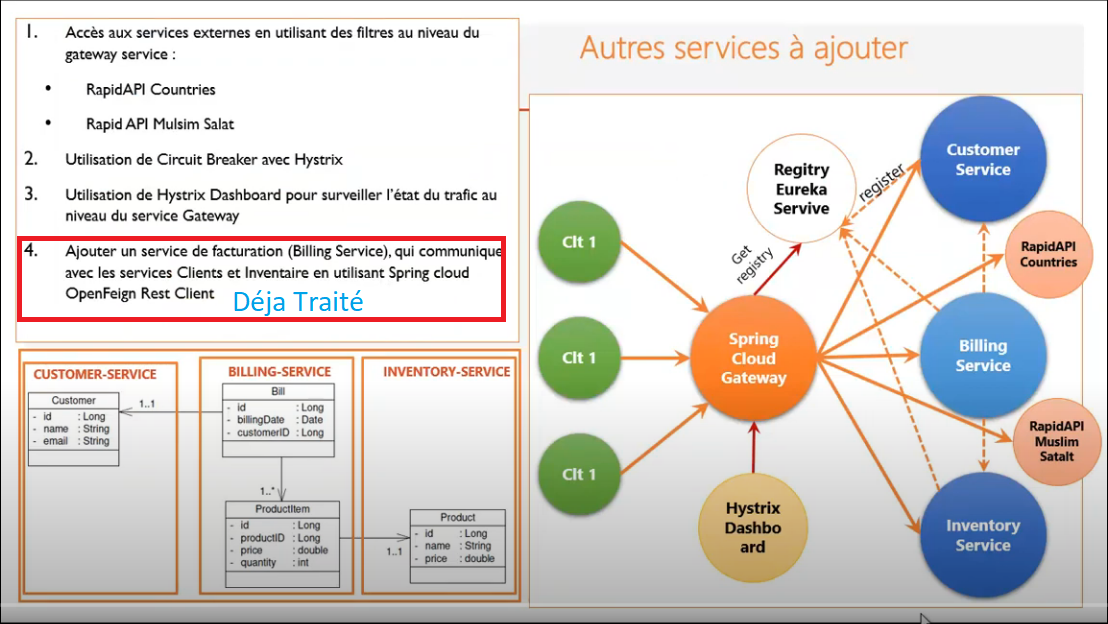 1. Accès aux services externes en utilisant des filtres au niveau du
gateway service :
• RapidAPI Countries
• Rapid API Mulsim Salat
2. Utilisation de Circuit Breaker avec Hystrix
3. Utilisation de Hystrix Dashboard pour surveiller l'état du trafic au
niveau du service Gateway
4. Ajouter un service de facturation (Billing Service), qui communique
avec les services Clients et Inventaire en utilisant Spring cloud
OpenFeign Rest Client
Déja Traité
CUSTOMER-SERVICE
Customer
- id : Long
- name : String
- email : String
1..1
BILLING-SERVICE
Bill
- id : Long
- billingDate : Date
- customerID : Long
1..*
ProductItem
- id : Long
- productID : Long
- price : double
- quantity : int
1..1
INVENTORY-SERVICE
Product
- id : Long
- name : String
- price : double
Autres services à ajouter
Clt 1
Clt 1
Clt 1
Get
registry
Regitry
Eureka
Servive
register
Spring
Cloud
Gateway
Hystrix
Dashbo
ard
Customer
Service
RapidAPI
Countries
Billing
Service
RapidAPI
Muslim
Satalt
Inventory
Service